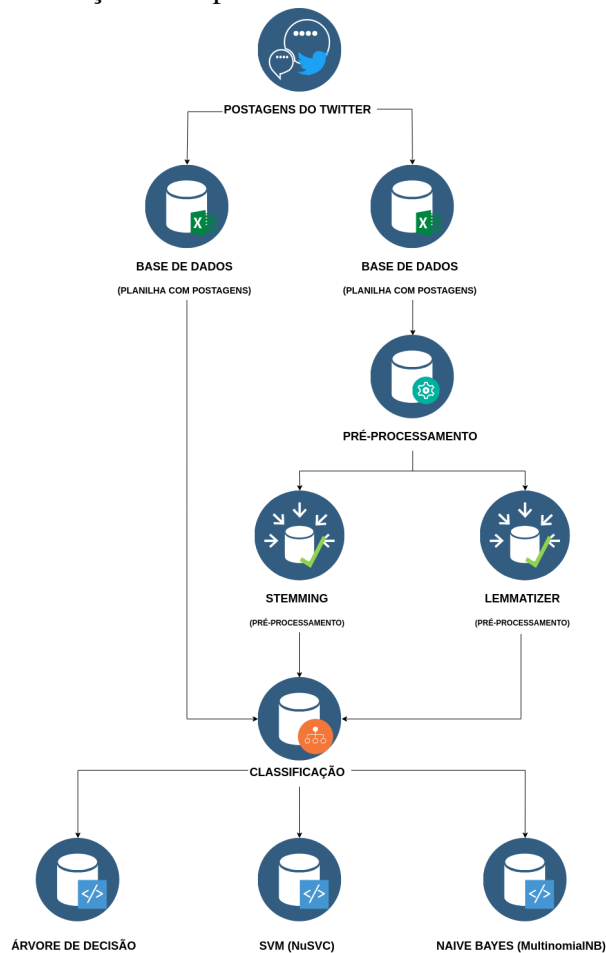 POSTAGENS DO TWITTER
BASE DE DADOS
(PLANILHA COM POSTAGENS)
BASE DE DADOS
(PLANILHA COM POSTAGENS)
PRÉ-PROCESSAMENTO
STEMMING
(PRÉ-PROCESSAMENTO)
LEMMATIZER
(PRÉ-PROCESSAMENTO)
CLASSIFICAÇÃO
ÁRVORE DE DECISÃO
SVM (NuSVC)
NAIVE BAYES (MultinomialNB)